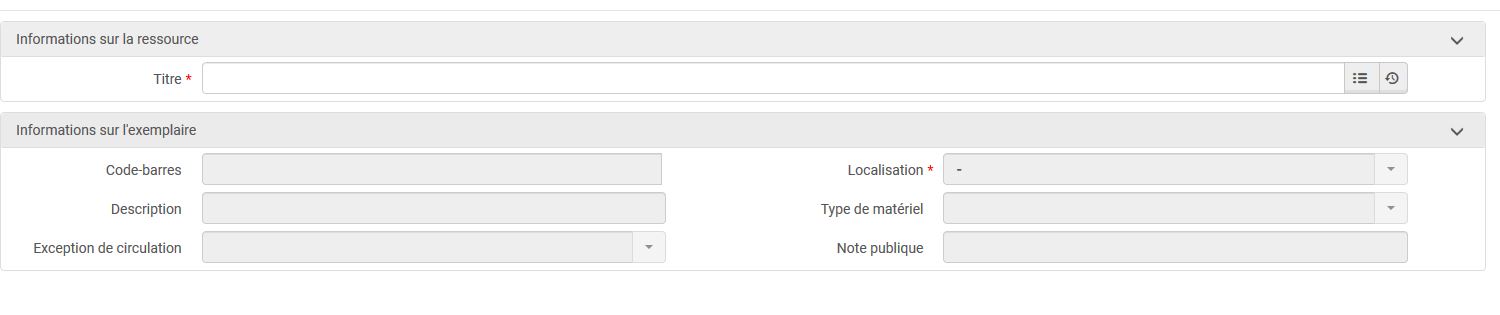 Informations sur la ressource
Titre *
Informations sur l'exemplaire
Code-barres
Localisation * -
Description
Type de matériel
Exception de circulation
Note publique